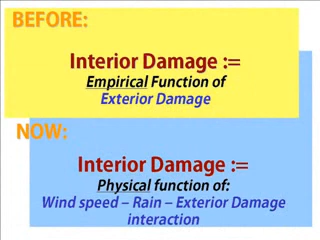 BEFORE:
Interior Damage :=
Empirical Function of
Exterior Damage
NOW:
Interior Damage :=
Physical function of:
Wind speed – Rain – Exterior Damage
interaction